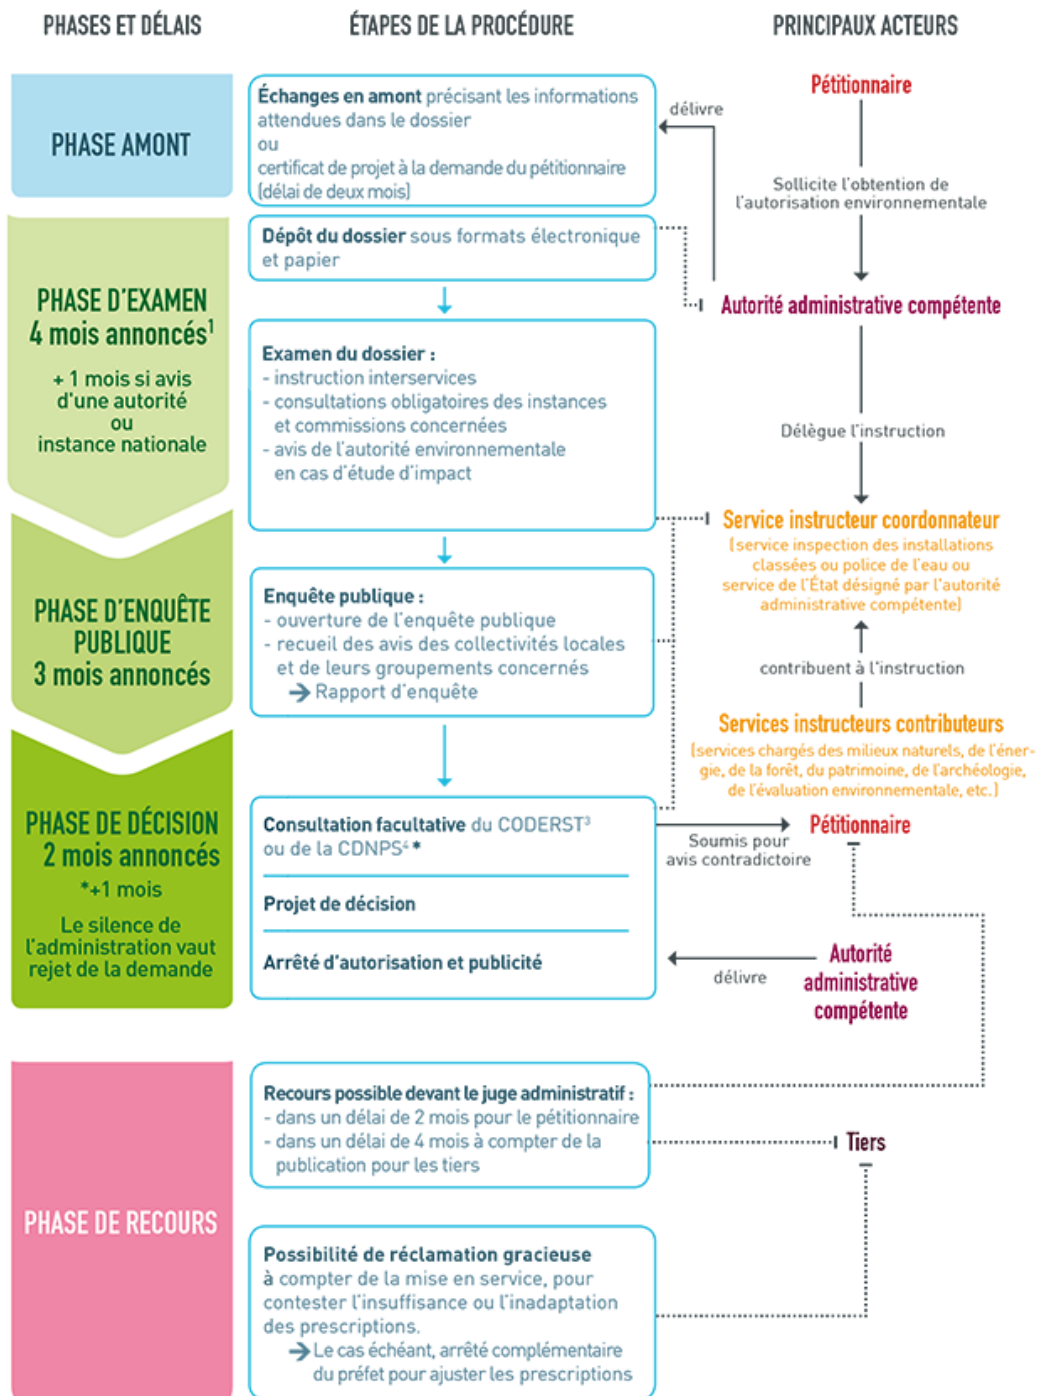 PHASES ET DÉLAIS
ÉTAPES DE LA PROCÉDURE
PRINCIPAUX ACTEURS
PHASE AMONT
Échanges en amont précisant les informations
attendues dans le dossier
ou
certificat de projet à la demande du pétitionnaire
(délai de deux mois)
délivre
Pétitionnaire
Sollicite l'obtention de
l'autorisation environnementale
PHASE D'EXAMEN
4 mois annoncés¹
+ 1 mois si avis
d'une autorité
ou
instance nationale
Dépôt du dossier sous formats électronique
et papier
Autorité administrative compétente
Examen du dossier :
- instruction interservices
- consultations obligatoires des instances
et commissions concernées
- avis de l'autorité environnementale
en cas d'étude d'impact
Délègue l'instruction
Service instructeur coordonnateur
(service inspection des installations
classées ou police de l'eau ou
service de l'État désigné par l'autorité
administrative compétente)
PHASE D'ENQUÊTE
PUBLIQUE
3 mois annoncés
Enquête publique :
- ouverture de l'enquête publique
- recueil des avis des collectivités locales
et de leurs groupements concernés
→ Rapport d'enquête
contribuent à l'instruction
Services instructeurs contributeurs
(services chargés des milieux naturels, de l'éner-
gie, de la forêt, du patrimoine, de l'archéologie,
de l'évaluation environnementale, etc.)
PHASE DE DÉCISION
2 mois annoncés
*+1 mois
Le silence de
l'administration vaut
rejet de la demande
Consultation facultative du CODERST³
ou de la CDNPS⁴ *
Projet de décision
Arrêté d'autorisation et publicité
Soumis pour
avis contradictoire
Pétitionnaire
délivre
Autorité
administrative
compétente
PHASE DE RECOURS
Recours possible devant le juge administratif :
- dans un délai de 2 mois pour le pétitionnaire
- dans un délai de 4 mois à compter de la
publication pour les tiers
Tiers
Possibilité de réclamation gracieuse
à compter de la mise en service, pour
contester l'insuffisance ou l'inadaptation
des prescriptions.
→ Le cas échéant, arrêté complémentaire
du préfet pour ajuster les prescriptions